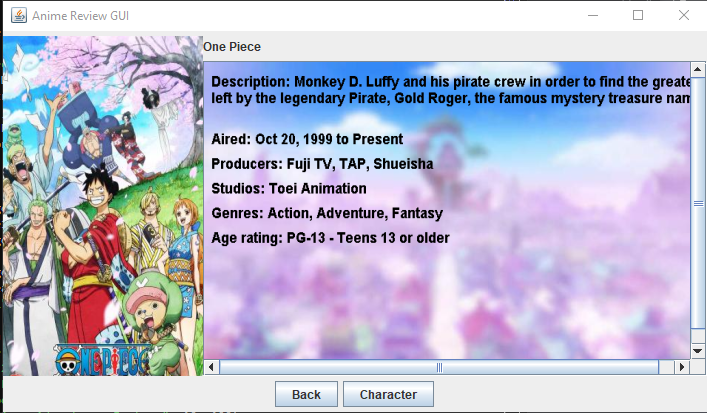 Anime Review GUI
One Piece
Description: Monkey D. Luffy and his pirate crew in order to find the greate
left by the legendary Pirate, Gold Roger, the famous mystery treasure nam
Aired: Oct 20, 1999 to Present
Producers: Fuji TV, TAP, Shueisha
Studios: Toei Animation
Genres: Action, Adventure, Fantasy
Age rating: PG-13 - Teens 13 or older
ONE PIECE
Back
Character